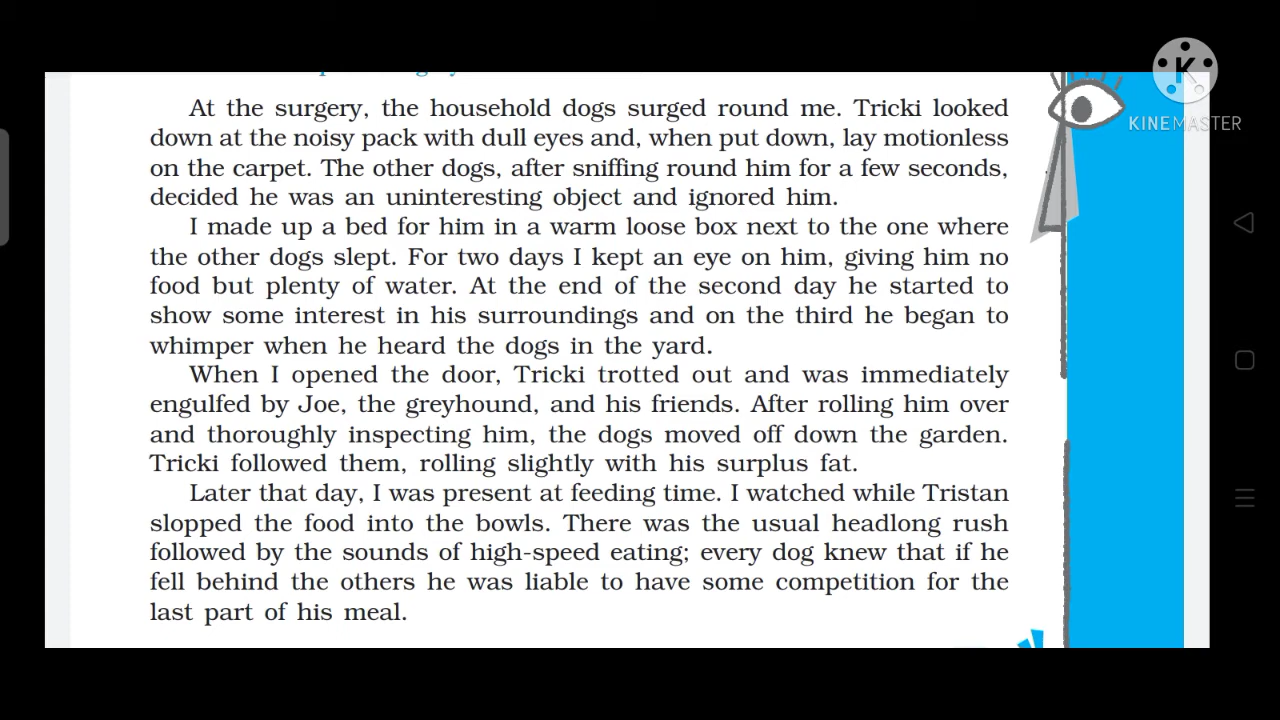 At the surgery, the household dogs surged round me. Tricki looked
down at the noisy pack with dull eyes and, when put down, lay motionless
on the carpet. The other dogs, after sniffing round him for a few seconds,
decided he was an uninteresting object and ignored him.
I made up a bed for him in a warm loose box next to the one where
the other dogs slept. For two days I kept an eye on him, giving him no
food but plenty of water. At the end of the second day he started to
show some interest in his surroundings and on the third he began to
whimper when he heard the dogs in the yard.
When I opened the door, Tricki trotted out and was immediately
engulfed by Joe, the greyhound, and his friends. After rolling him over
and thoroughly inspecting him, the dogs moved off down the garden.
Tricki followed them, rolling slightly with his surplus fat.
Later that day, I was present at feeding time. I watched while Tristan
slopped the food into the bowls. There was the usual headlong rush
followed by the sounds of high-speed eating; every dog knew that if he
fell behind the others he was liable to have some competition for the
last part of his meal.
K
KINEMASTER